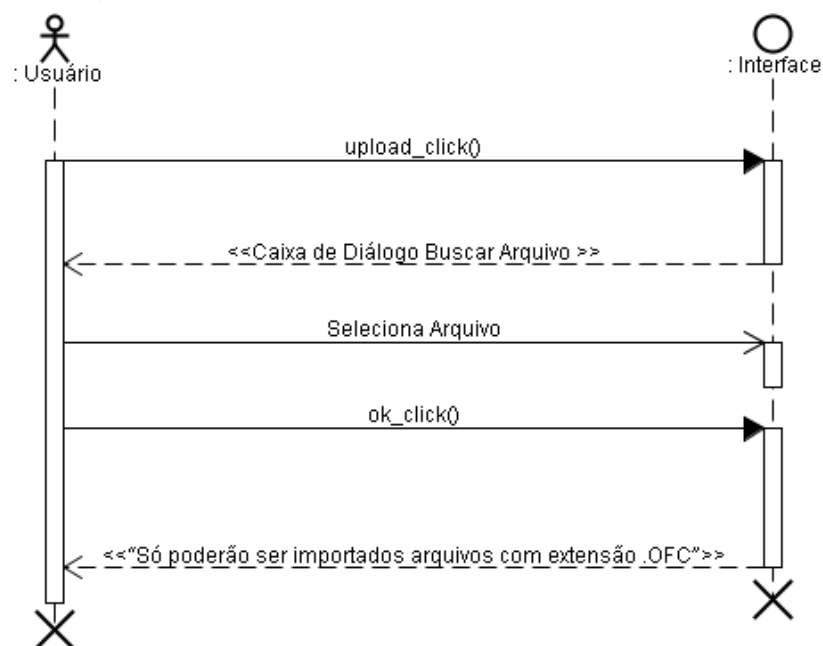 : Usuário
: Interface
upload_click()
<<Caixa de Diálogo Buscar Arquivo >>
Seleciona Arquivo
ok_click()
<<“Só poderão ser importados arquivos com extensão .OFC”>>